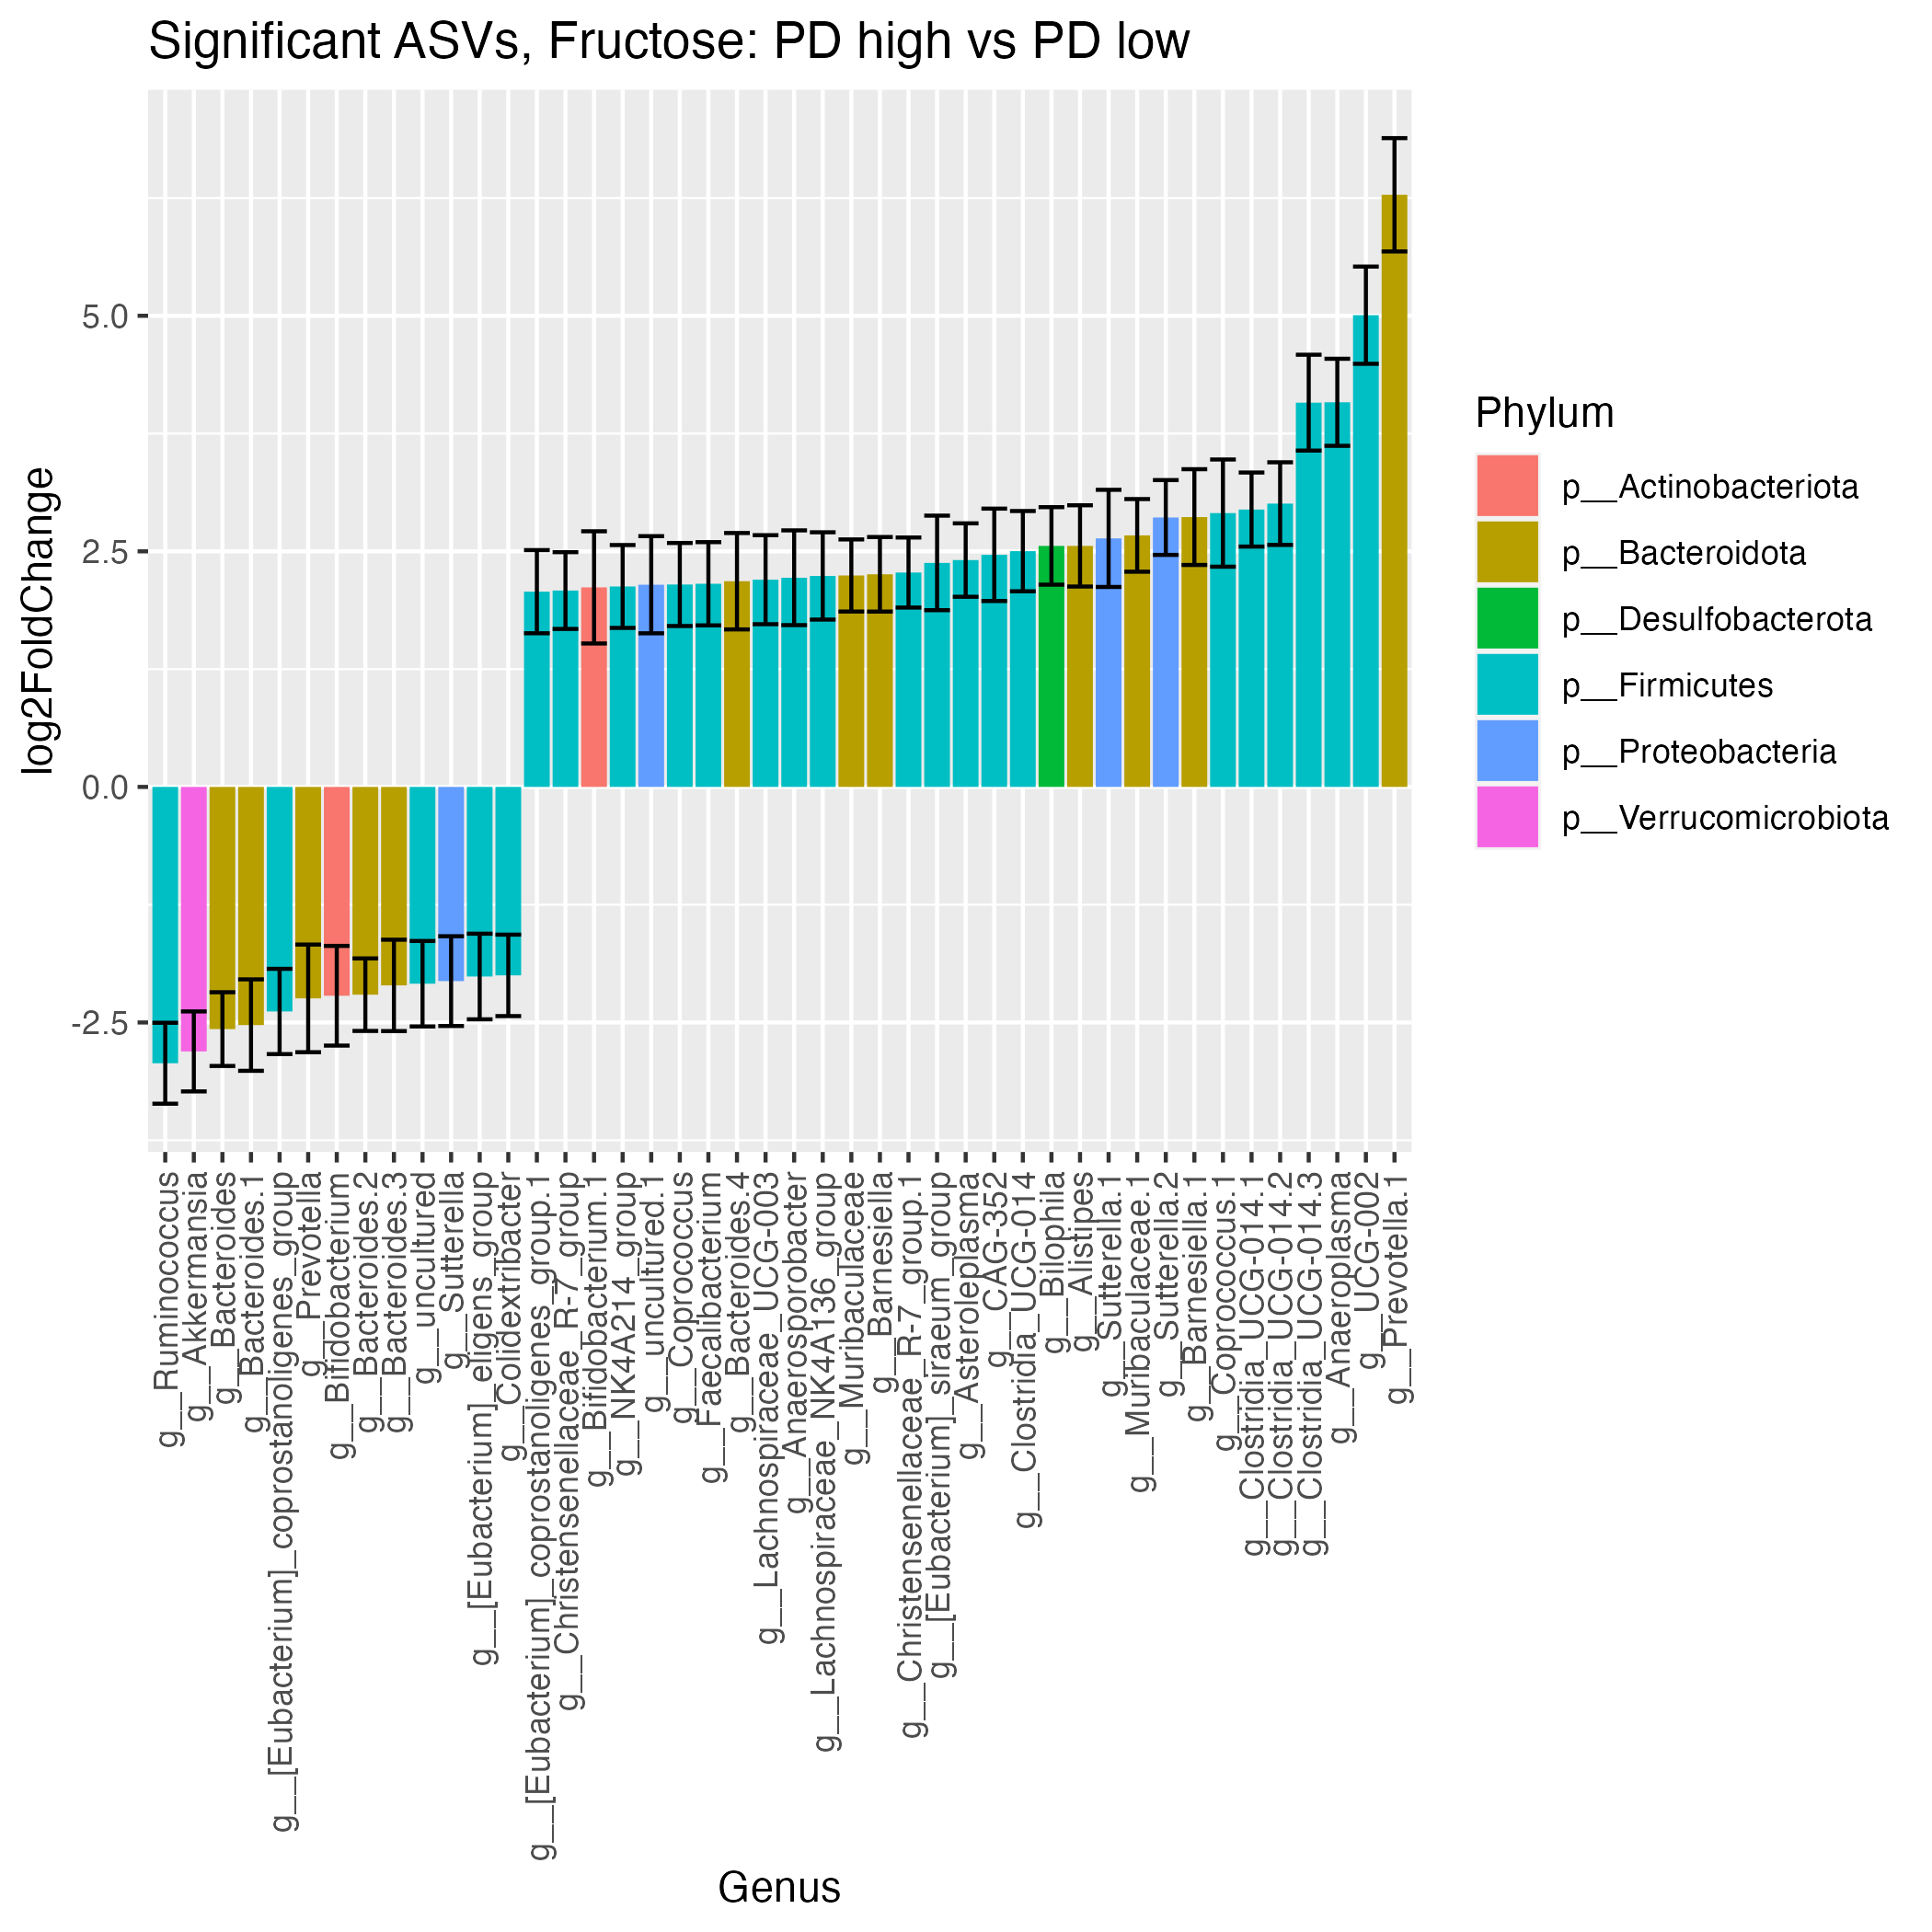 Significant ASVs, Fructose: PD high vs PD low
log2FoldChange
5.0
2.5
0.0
-2.5
g__Ruminococcus
g__Akkermansia
g__Bacteroides
g__Bacteroides.1
g__[Eubacterium]_coprostanoligenes_group
g__Prevotella
g__Bifidobacterium
g__Bacteroides.2
g__Bacteroides.3
g__uncultured
g__Sutterella
g__[Eubacterium]_eligens_group
g__Colidextribacter
g__[Eubacterium]_coprostanoligenes_group.1
g__Christensenellaceae_R-7_group
g__Bifidobacterium.1
g__NK4A214_group
g__uncultured.1
g__Coprococcus
g__Faecalibacterium
g__Bacteroides.4
g__Lachnospiraceae_UCG-003
g__Anaerosporobacter
g__Lachnospiraceae_NK4A136_group
g__Muribaculaceae
g__Barnesiella
g__Christensenellaceae_R-7_group.1
g__[Eubacterium]_siraeum_group
g__Asteroleplasma
g__CAG-352
g__Clostridia_UCG-014
g__Bilophila
g__Alistipes
g__Sutterella.1
g__Muribaculaceae.1
g__Sutterella.2
g__Barnesiella.1
g__Coprococcus.1
g__Clostridia_UCG-014.1
g__Clostridia_UCG-014.2
g__Clostridia_UCG-014.3
g__Anaeroplasma
g__UCG-002
g__Prevotella.1
Genus
Phylum
p__Actinobacteriota
p__Bacteroidota
p__Desulfobacterota
p__Firmicutes
p__Proteobacteria
p__Verrucomicrobiota